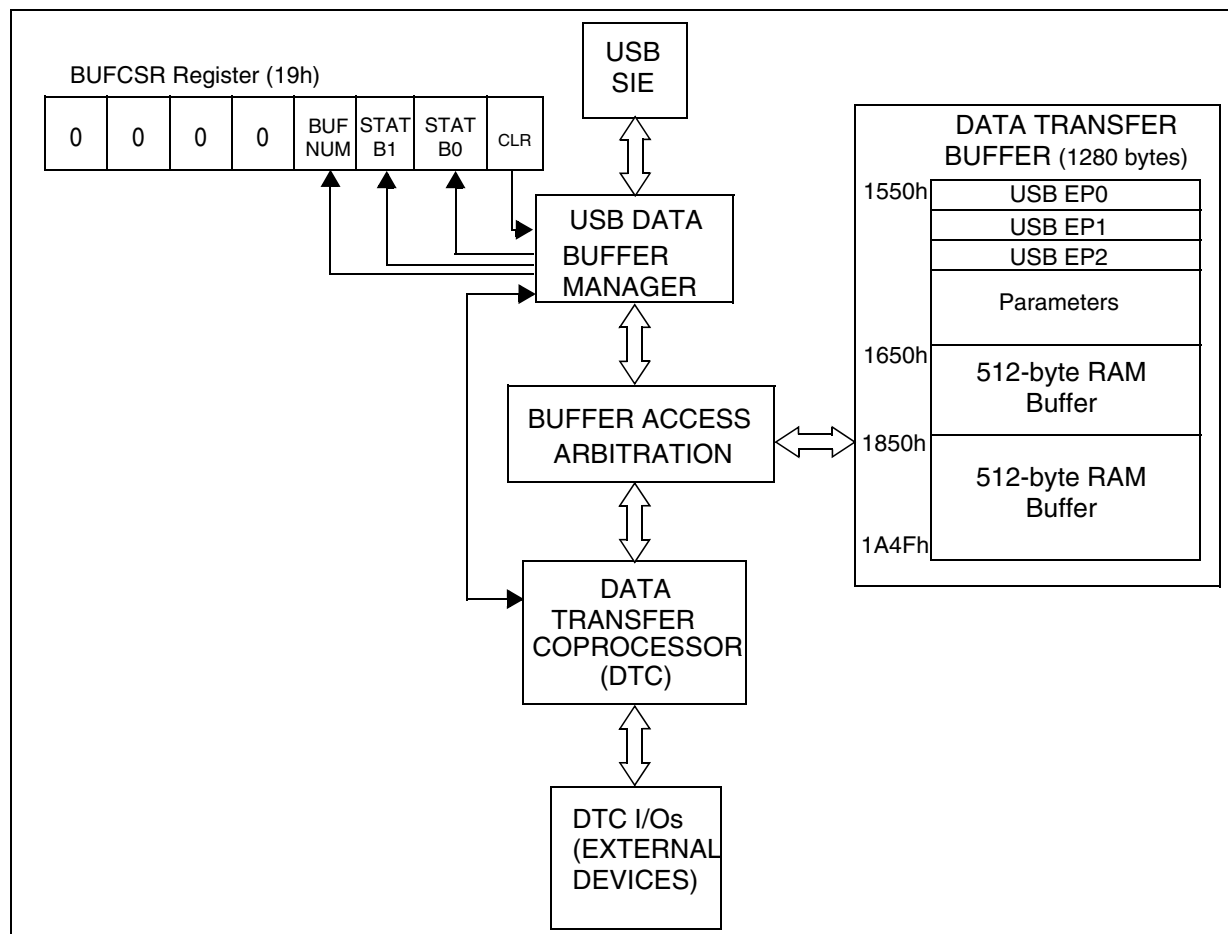 BUFCSR Register (19h)
0
0
0
0
BUF
NUM
STAT
B1
STAT
B0
CLR
USB
SIE
USB DATA
BUFFER
MANAGER
BUFFER ACCESS
ARBITRATION
DATA
TRANSFER
COPROCESSOR
(DTC)
DTC I/Os
(EXTERNAL
DEVICES)
DATA TRANSFER
BUFFER (1280 bytes)
1550h
USB EP0
USB EP1
USB EP2
Parameters
1650h
512-byte RAM
Buffer
1850h
512-byte RAM
Buffer
1A4Fh